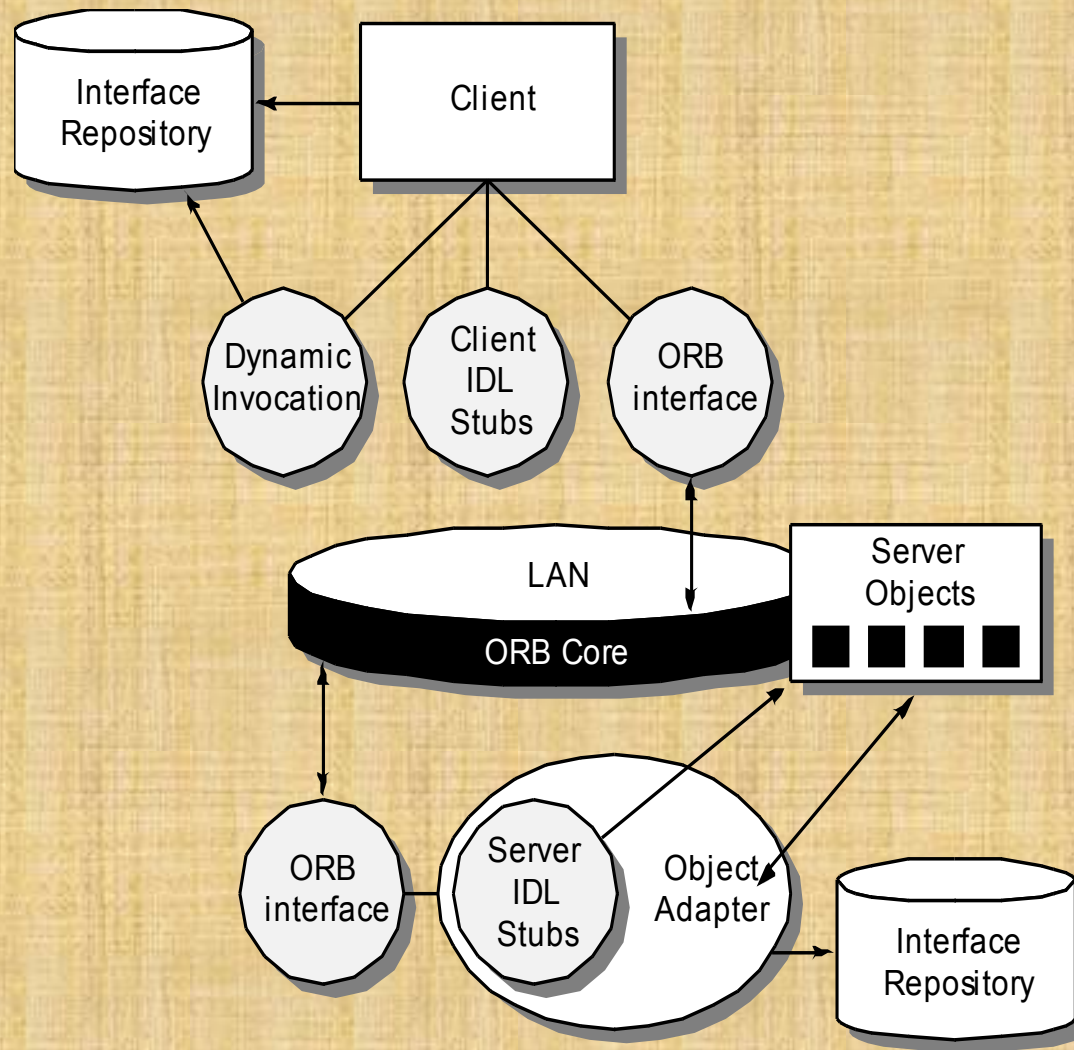 Interface
Repository
Client
Dynamic
Invocation
Client
IDL
Stubs
ORB
interface
LAN
ORB Core
Server
Objects
ORB
interface
Server
IDL
Stubs
Object
Adapter
Interface
Repository